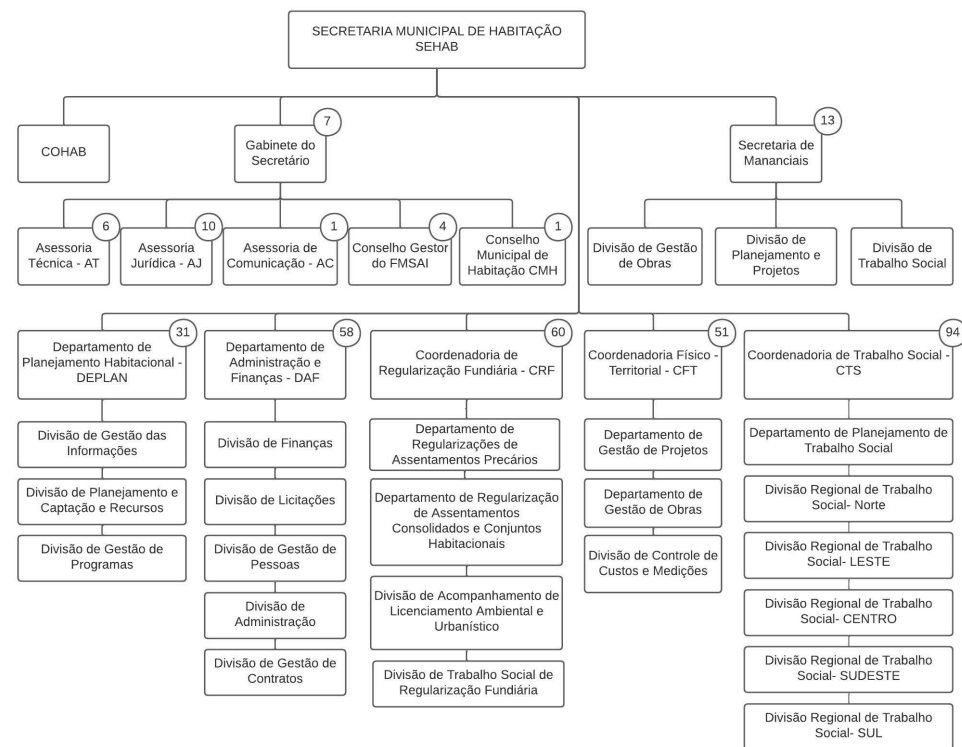 SECRETARIA MUNICIPAL DE HABITAÇÃO
SEHAB
COHAB
7
Gabinete do
Secretário
13
Secretaria de
Mananciais
6
Asessoria
Técnica - AT
10
Asessoria
Jurídica - AJ
1
Asessoria de
Comunicação - AC
4
Conselho Gestor
do FMSAI
1
Conselho
Municipal de
Habitação CMH
Divisão de Gestão
de Obras
Divisão de
Planejamento e
Projetos
Divisão de
Trabalho Social
31
Departamento de
Planejamento Habitacional -
DEPLAN
Divisão de Gestão das
Informações
Divisão de Planejamento e
Captação e Recursos
Divisão de Gestão de
Programas
58
Departamento de
Administração e
Finanças - DAF
Divisão de Finanças
Divisão de Licitações
Divisão de Gestão de
Pessoas
Divisão de
Administração
Divisão de Gestão de
Contratos
60
Coordenadoria de
Regularização Fundiária - CRF
Departamento de
Regularizações de
Assentamentos Precários
Departamento de Regularização
de Assentamentos
Consolidados e Conjuntos
Habitacionais
Divisão de Acompanhamento de
Licenciamento Ambiental e
Urbanístico
Divisão de Trabalho Social de
Regularização Fundiária
51
Coordenadoria Físico -
Territorial - CFT
Departamento de
Gestão de Projetos
Departamento de
Gestão de Obras
Divisão de Controle de
Custos e Medições
94
Coordenadoria de Trabalho Social -
CTS
Departamento de Planejamento de
Trabalho Social
Divisão Regional de Trabalho
Social- Norte
Divisão Regional de Trabalho
Social- LESTE
Divisão Regional de Trabalho
Social- CENTRO
Divisão Regional de Trabalho
Social- SUDESTE
Divisão Regional de Trabalho
Social- SUL